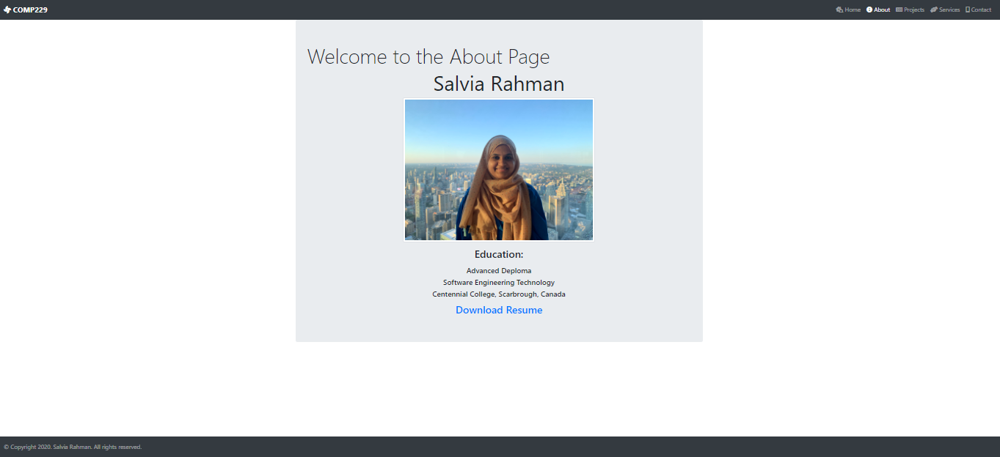 COMP229
Home About Projects Services Contact
Welcome to the About Page
Salvia Rahman
Education:
Advanced Deploma
Software Engineering Technology
Centennial College, Scarbrough, Canada
Download Resume
© Copyright 2020. Salvia Rahman. All rights reserved.